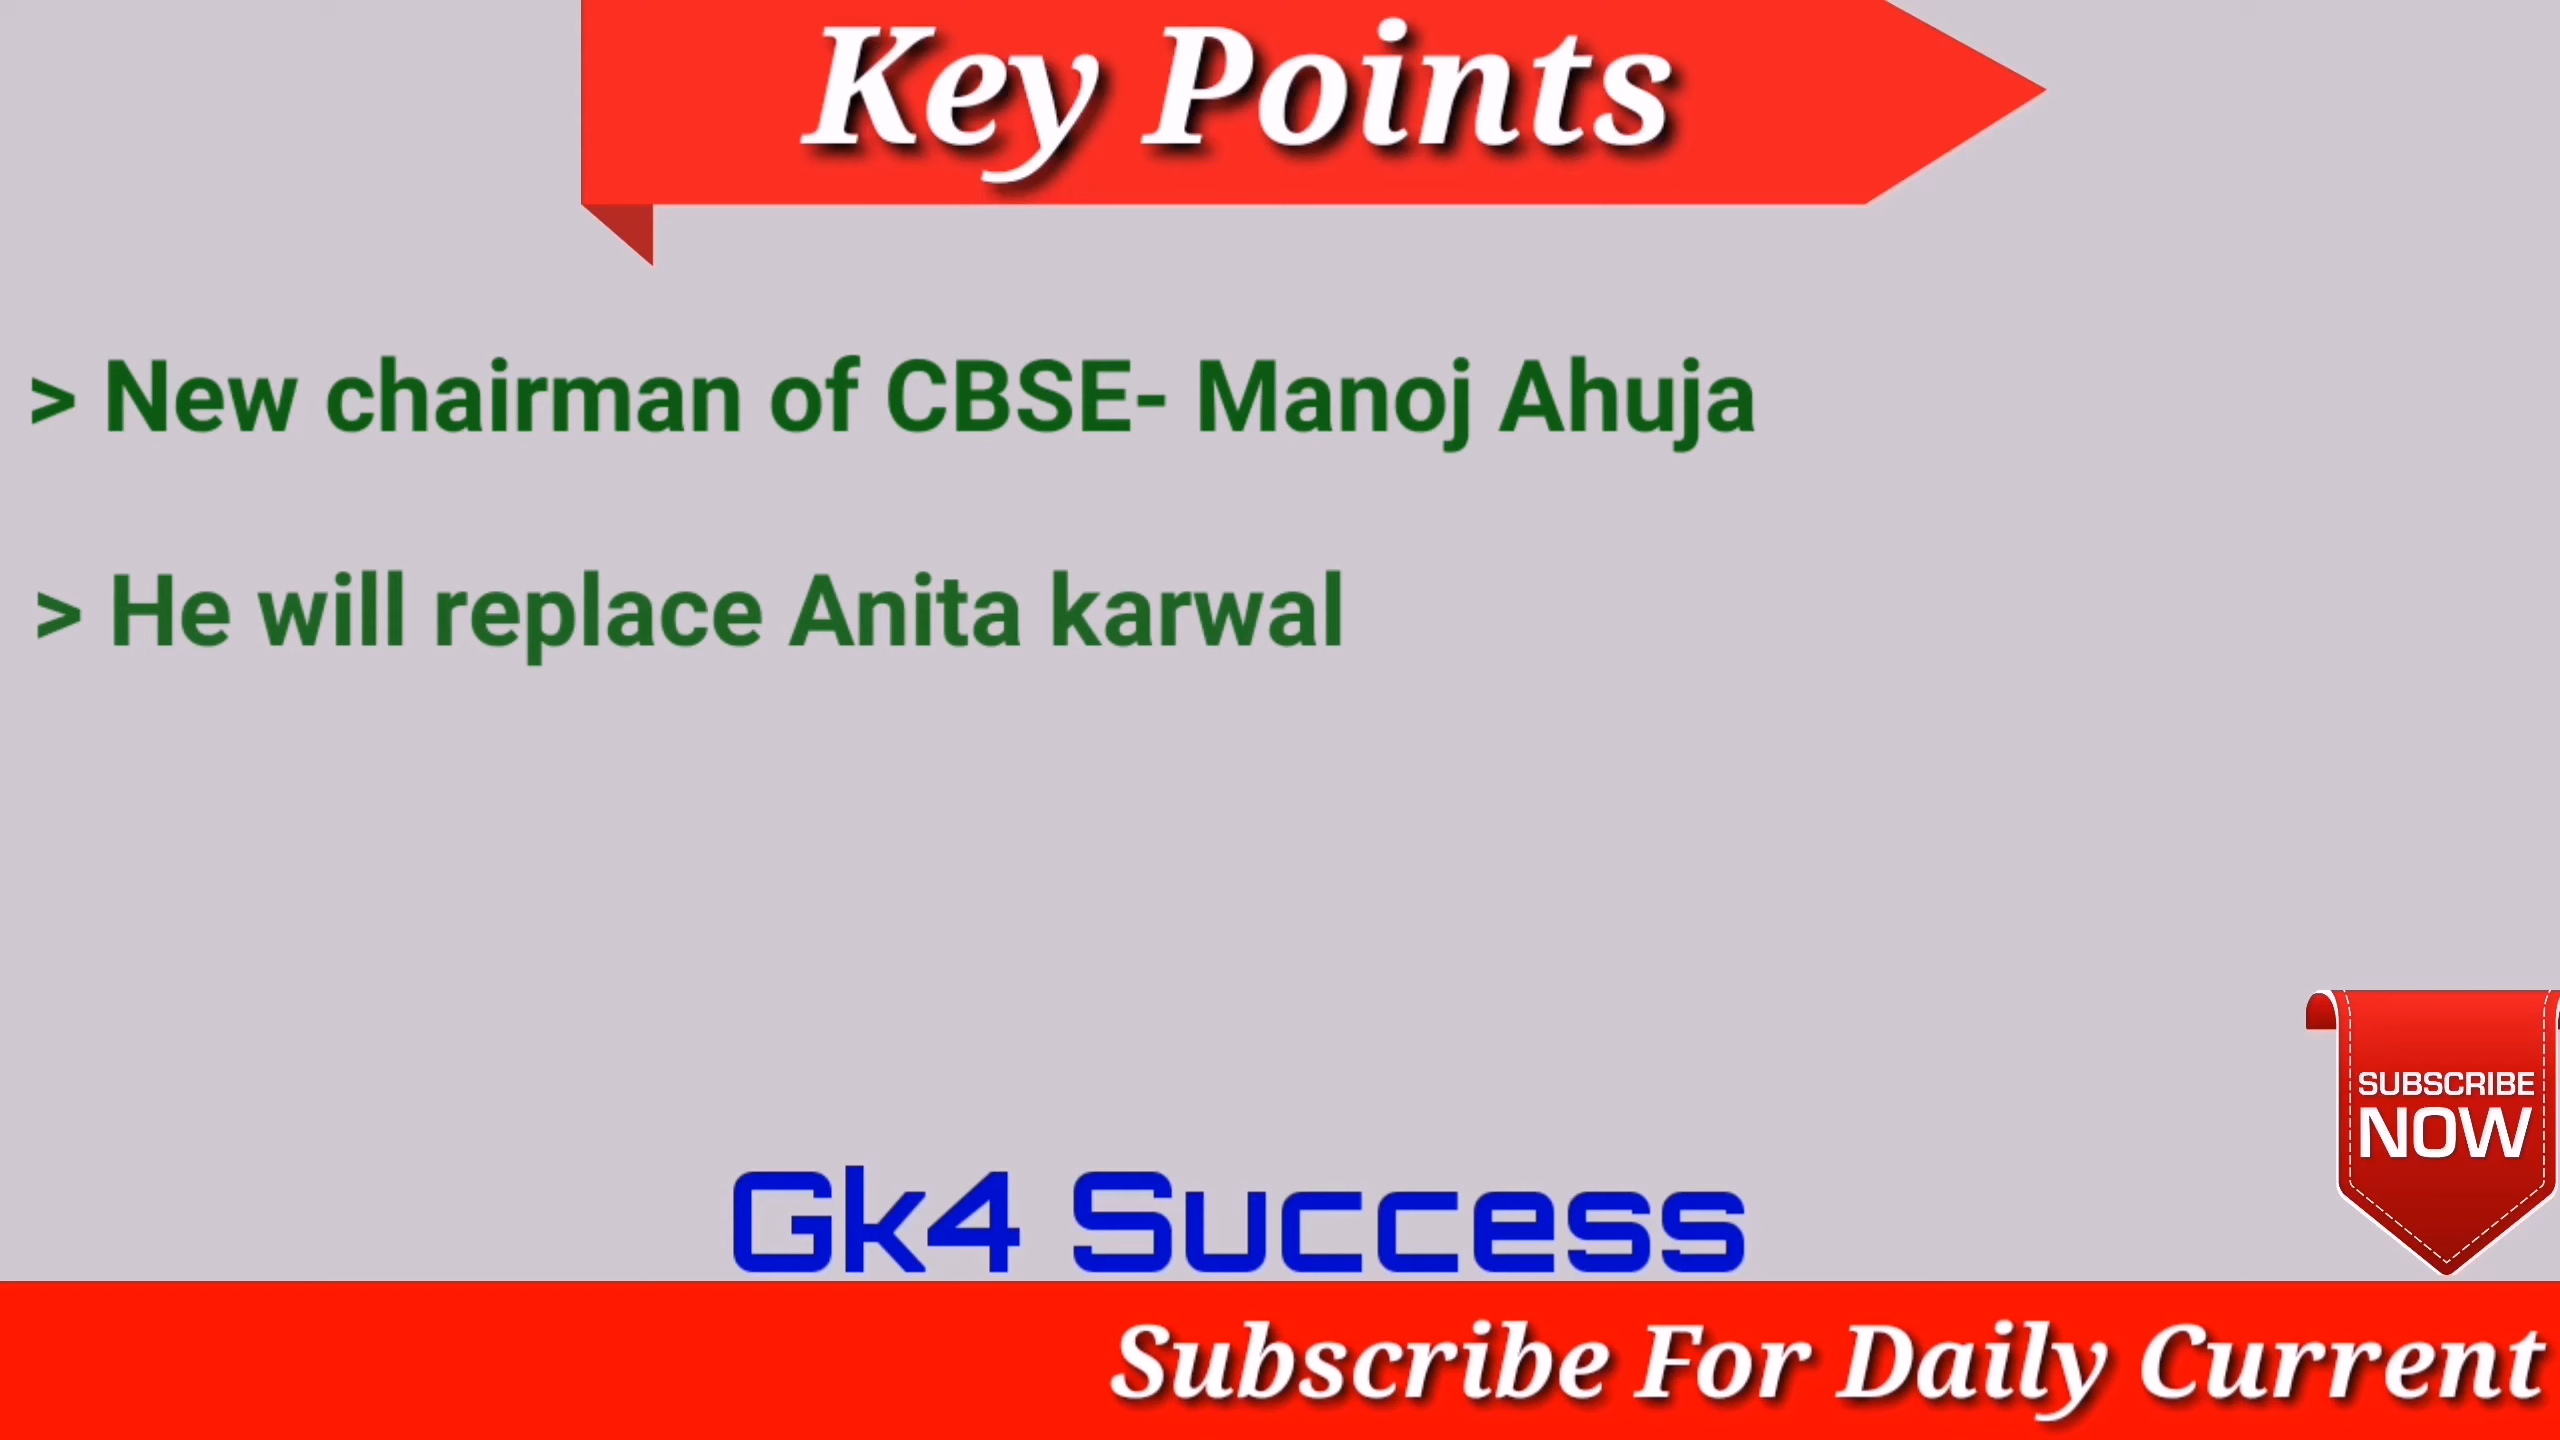 Key Points
> New chairman of CBSE- Manoj Ahuja
> He will replace Anita karwal
SUBSCRIBE
NOW
Gk4 Success
Subscribe For Daily Current